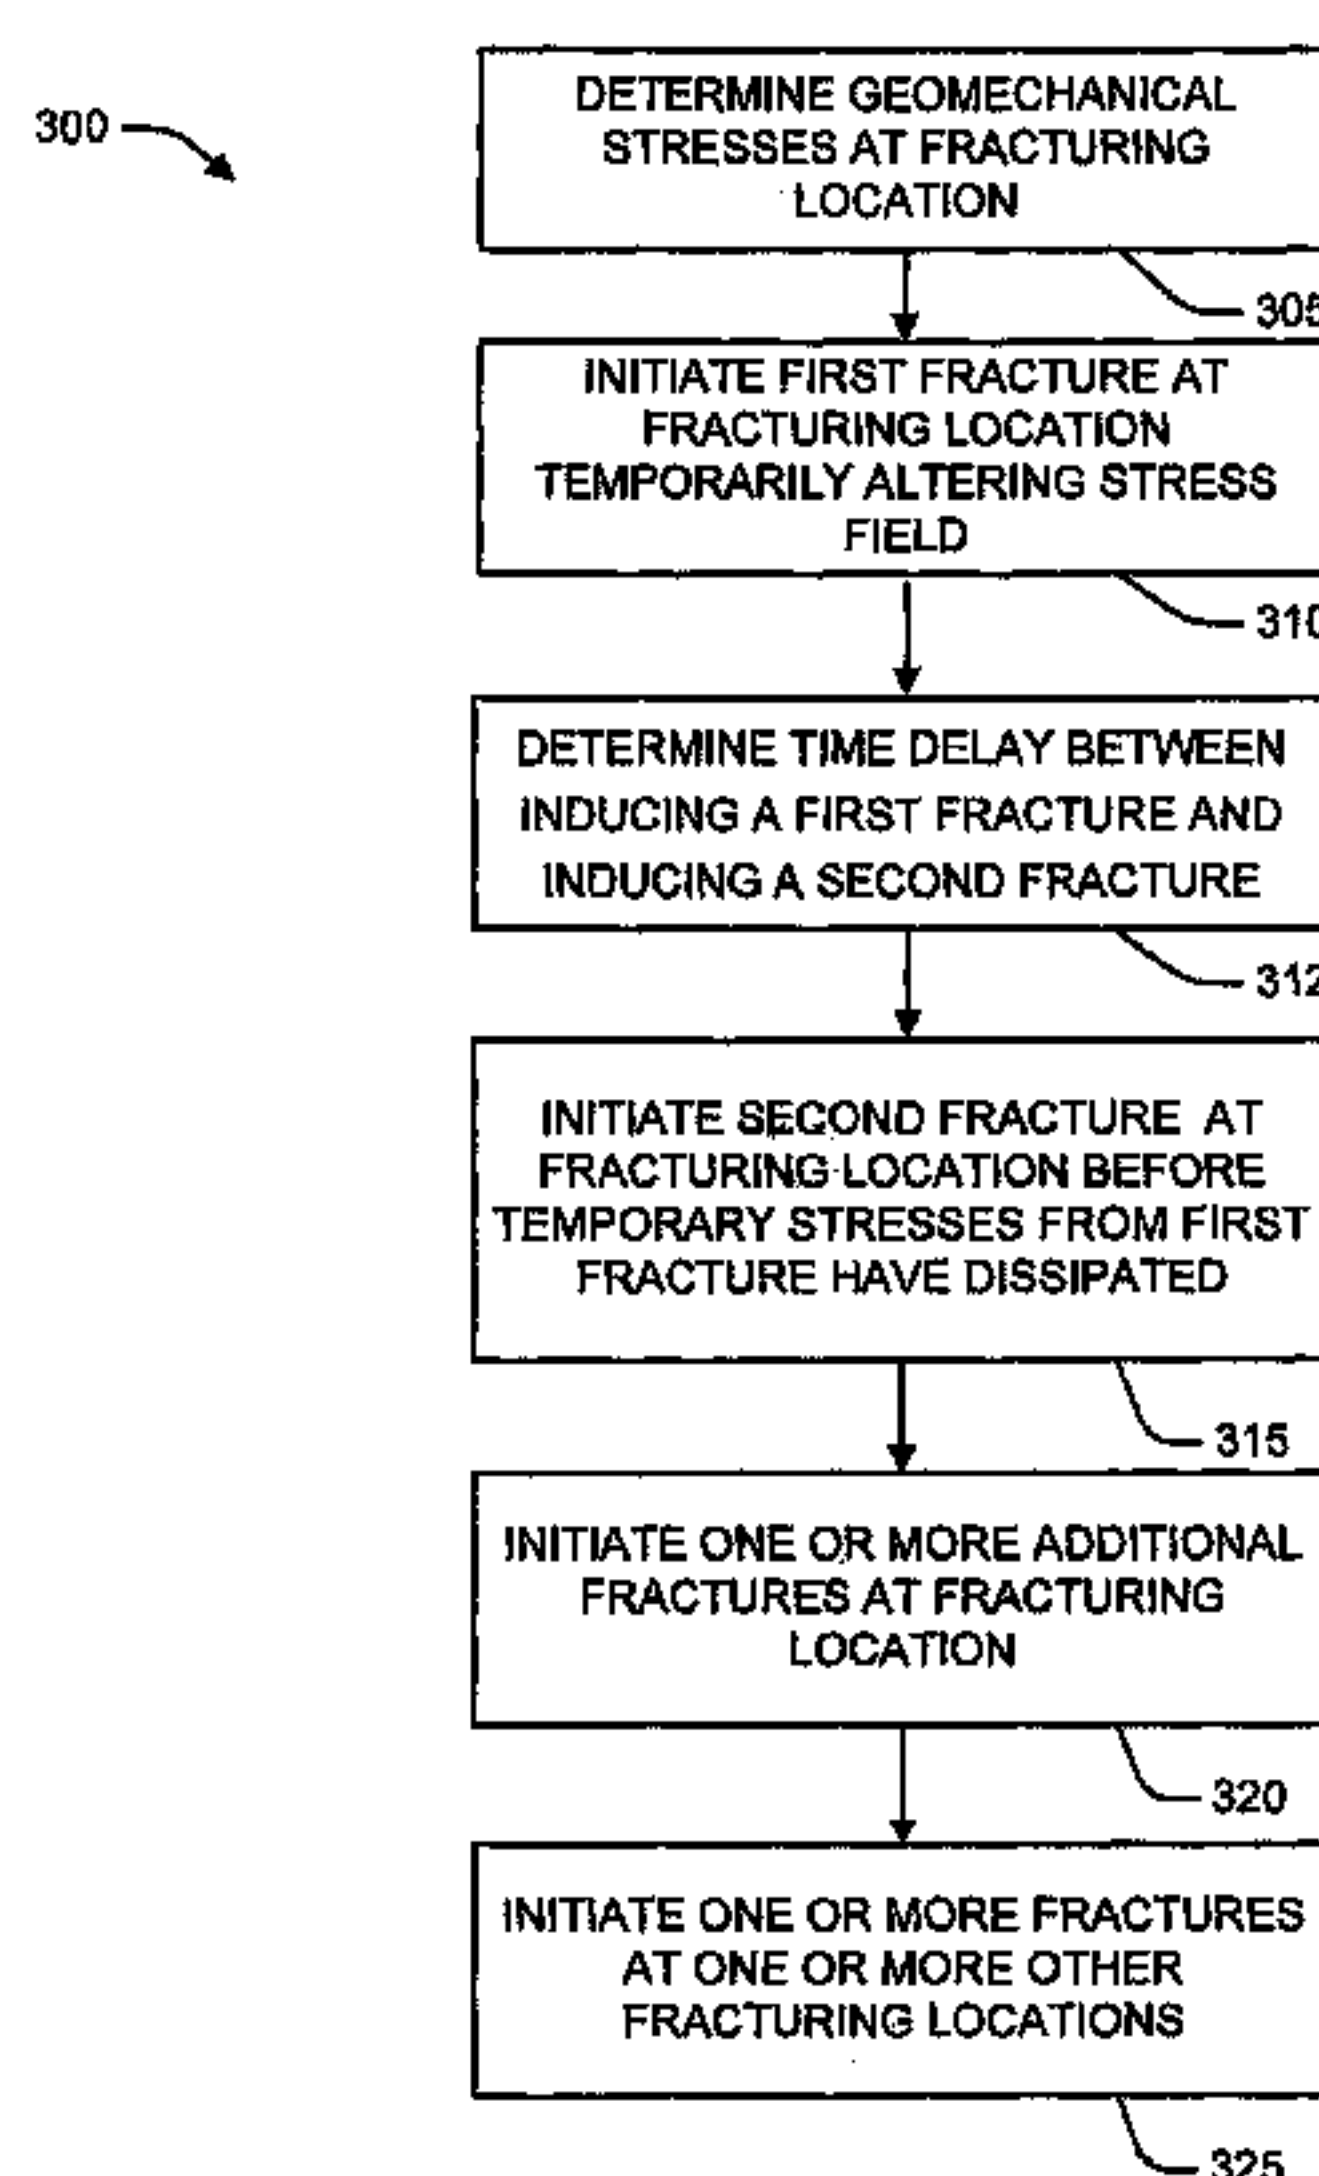 300
DETERMINE GEOMECHANICAL
STRESSES AT FRACTURING
LOCATION
305
INITIATE FIRST FRACTURE AT
FRACTURING LOCATION
TEMPORARILY ALTERING STRESS
FIELD
310
DETERMINE TIME DELAY BETWEEN
INDUCING A FIRST FRACTURE AND
INDUCING A SECOND FRACTURE
312
INITIATE SECOND FRACTURE AT
FRACTURING LOCATION BEFORE
TEMPORARY STRESSES FROM FIRST
FRACTURE HAVE DISSIPATED
315
INITIATE ONE OR MORE ADDITIONAL
FRACTURES AT FRACTURING
LOCATION
320
INITIATE ONE OR MORE FRACTURES
AT ONE OR MORE OTHER
FRACTURING LOCATIONS
325